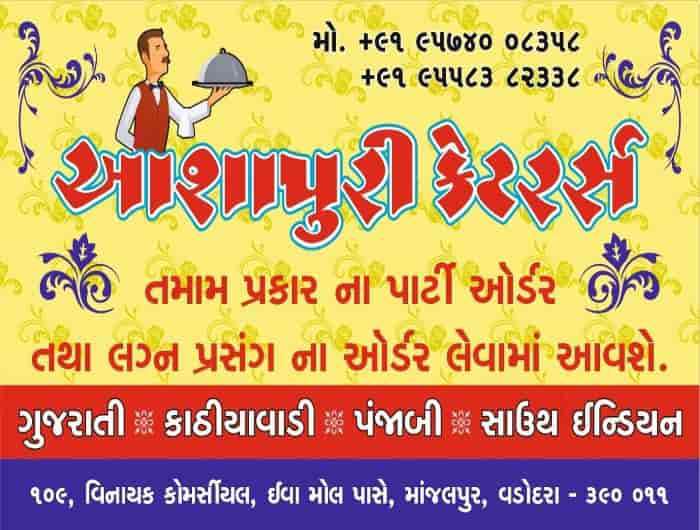 મો. +૯૧ ૯૫૭૪૦ ૦૮૩૫૮
+૯૧ ૯૫૫૮૩ ૮૨૩૩૮
આશાપુરી કેટરર્સ
તમામ પ્રકાર ના પાર્ટી ઓર્ડર
તથા લગ્ન પ્રસંગ ના ઓર્ડર લેવામાં આવશે.
ગુજરાતી ❊ કાઠીયાવાડી ❊ પંજાબી ❊ સાઉથ ઈન્ડિયન
૧૦૯, વિનાયક કોમર્સીયલ, ઈવા મોલ પાસે, માંજલપુર, વડોદરા - ૩૯૦ ૦૧૧